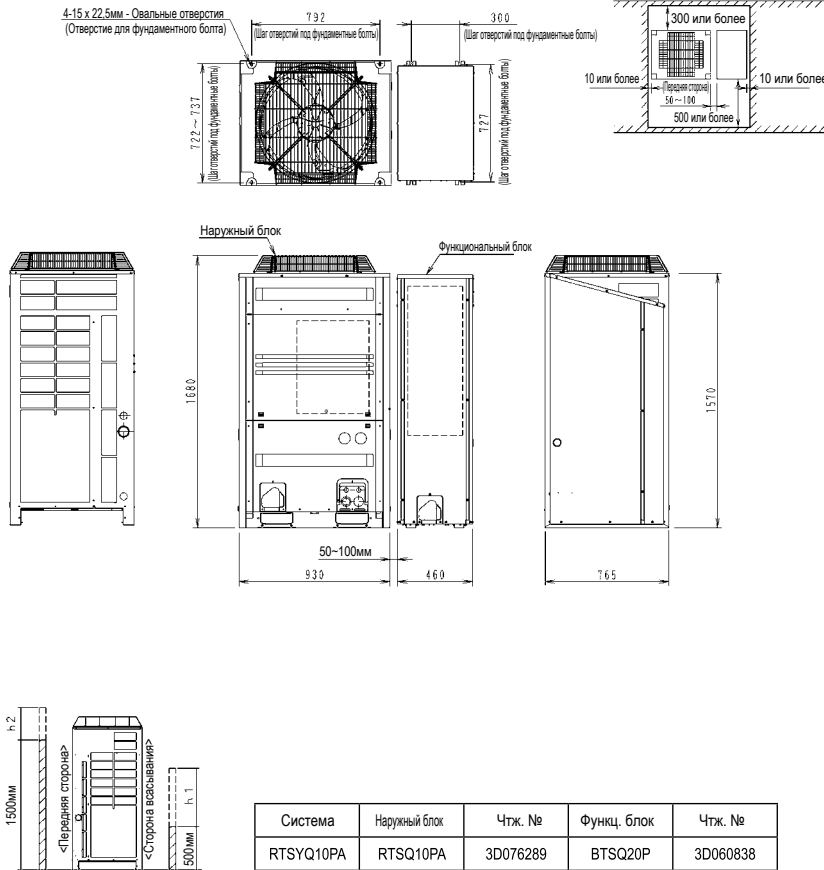 4-15 x 22,5мм - Овальные отверстия
(Отверстие для фундаментного болта)
792
(Шаг отверстий под фундаментные болты)
300
(Шаг отверстий под фундаментные болты)
722~737
(Шаг отверстий под фундаментные болты)
727
(Шаг отверстий под фундаментные болты)
300 или более
10 или более
(Передняя сторона)
50~100
10 или более
500 или более
Наружный блок
Функциональный блок
1680
1570
50~100мм
930
460
765
h2
1500мм
<Передняя сторона>
<Сторона всасывания>
h1
500мм
Система Наружный блок Чтж. № Функц. блок Чтж. №
RTSYQ10PA RTSQ10PA 3D076289 BTSQ20P 3D060838